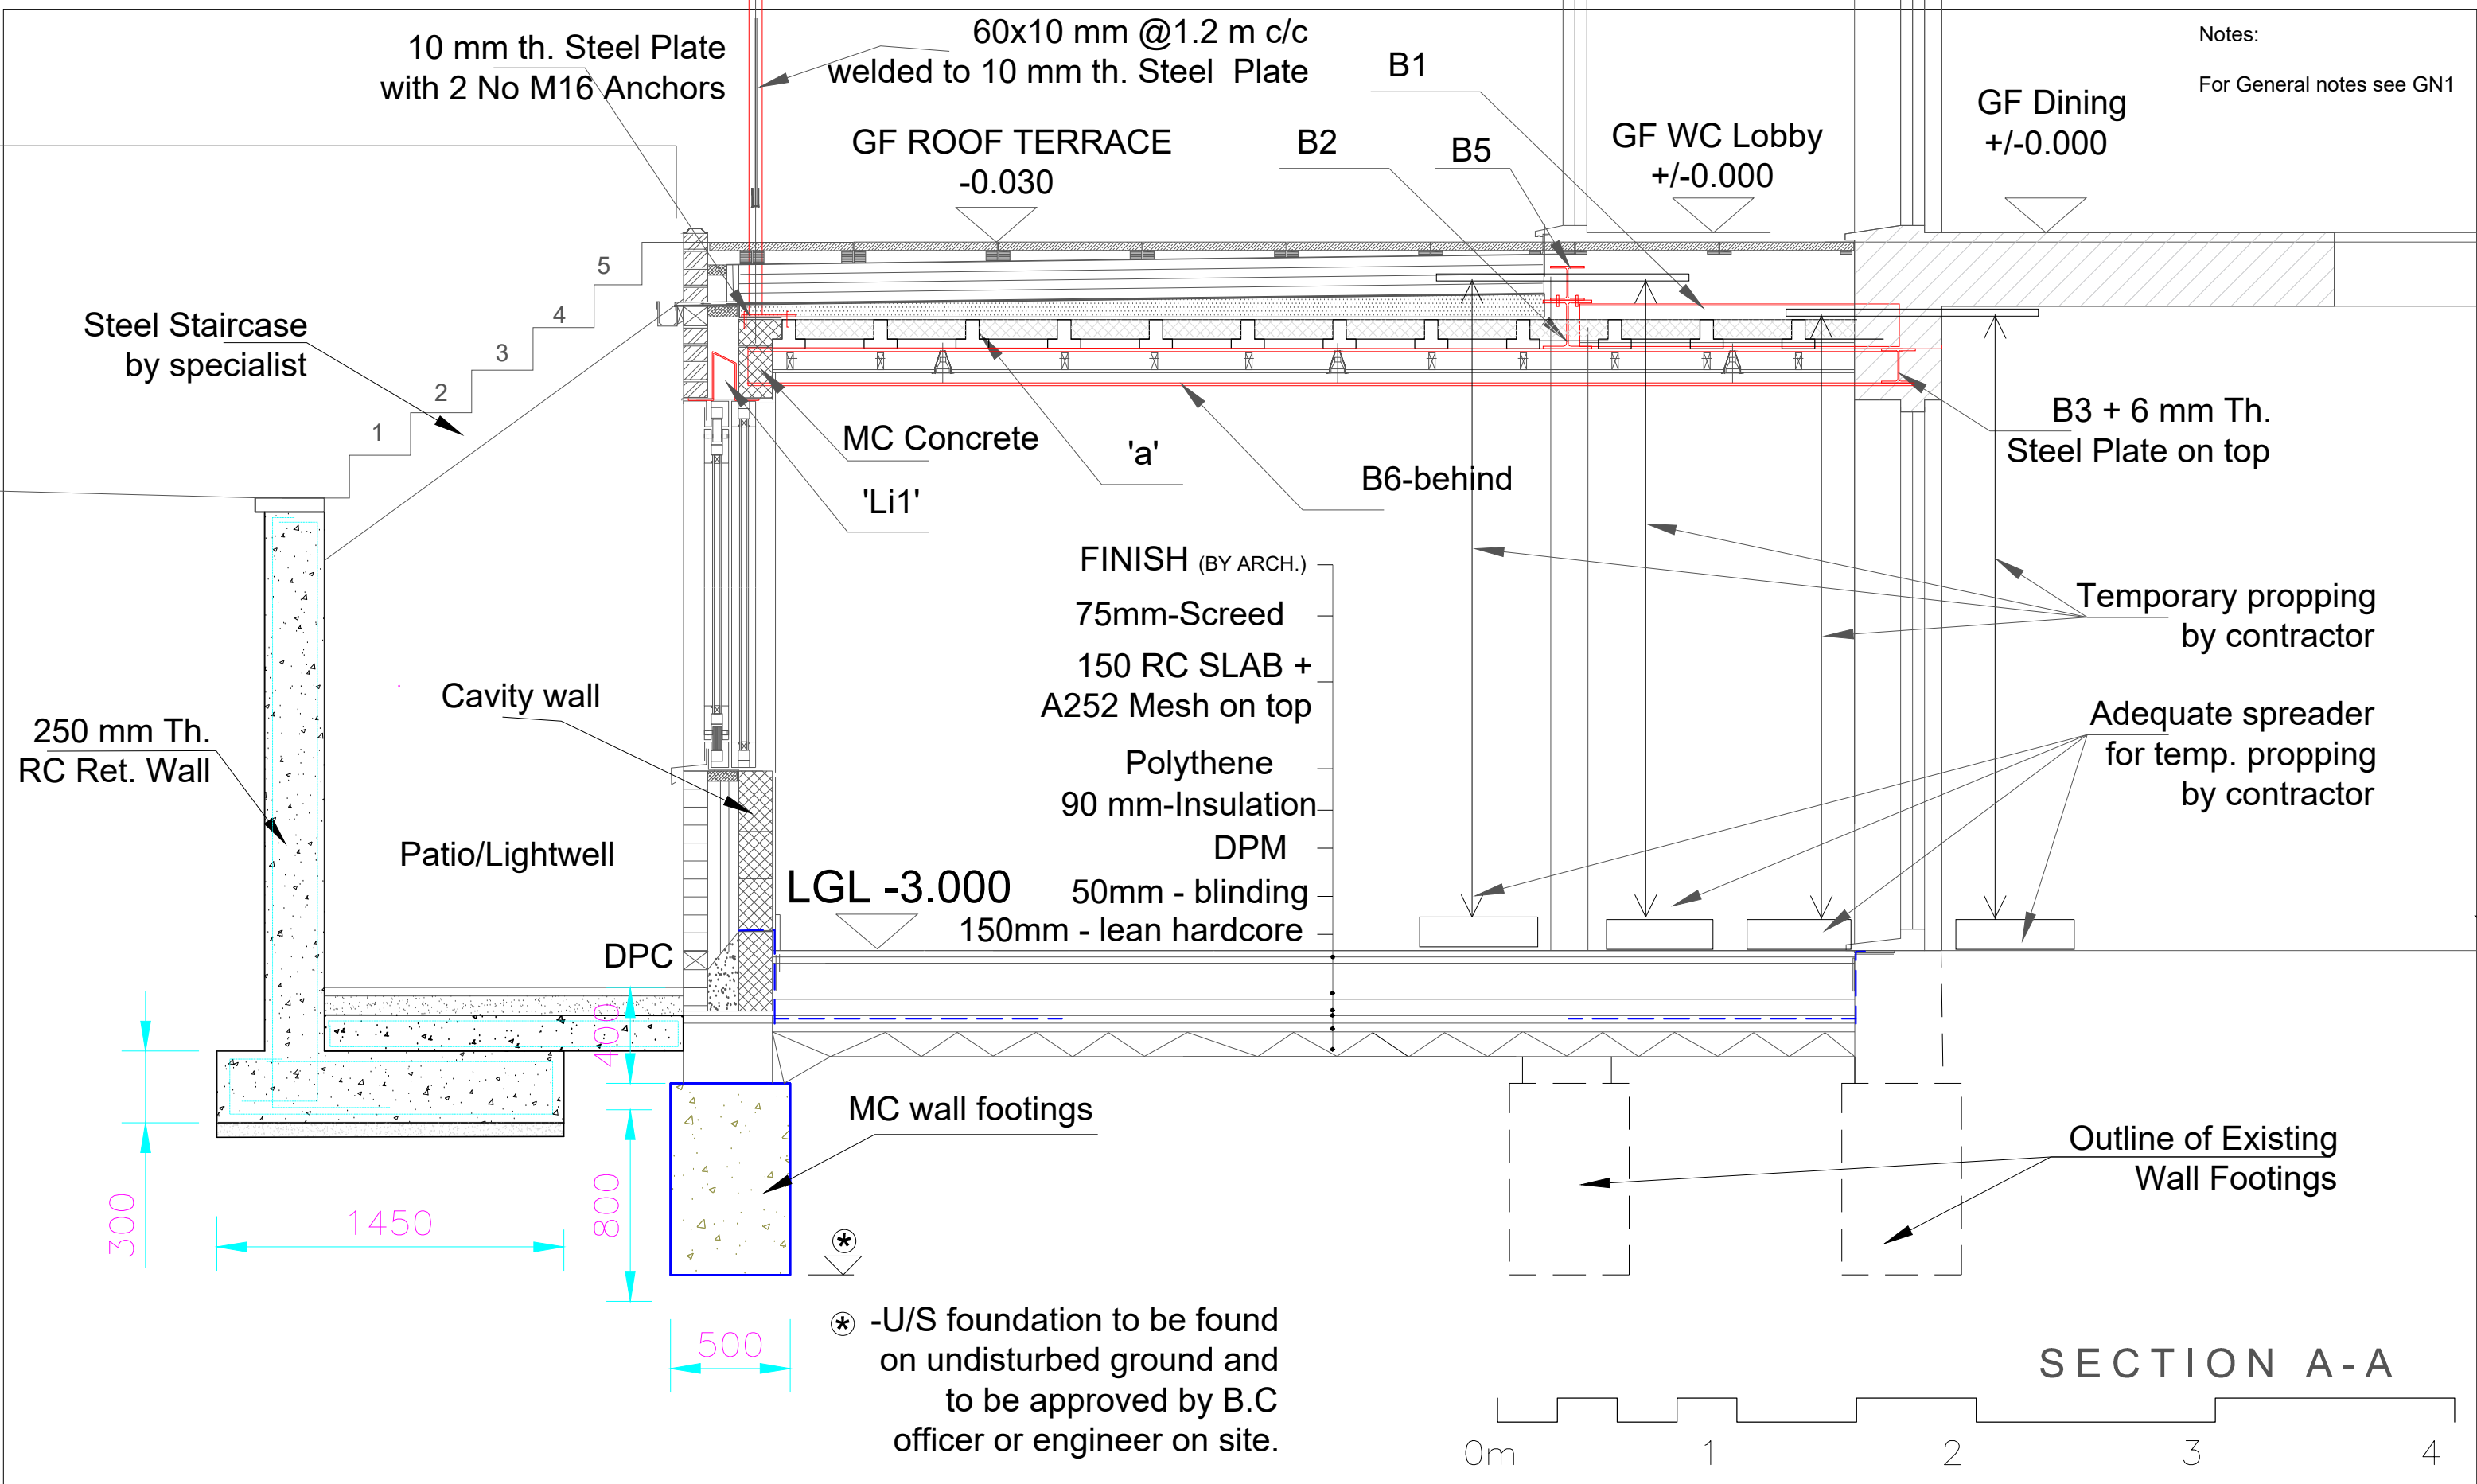 10 mm th. Steel Plate
with 2 No M16 Anchors
60x10 mm @1.2 m c/c
welded to 10 mm th. Steel Plate
B1
Notes:
For General notes see GN1
GF Dining
+/-0.000
GF ROOF TERRACE
-0.030
B2
B5
GF WC Lobby
+/-0.000
5
4
3
2
1
Steel Staircase
by specialist
MC Concrete
'a'
'Li1'
B6-behind
B3 + 6 mm Th.
Steel Plate on top
FINISH (BY ARCH.)
75mm-Screed
150 RC SLAB +
A252 Mesh on top
Polythene
90 mm-Insulation
DPM
50mm - blinding
150mm - lean hardcore
Temporary propping
by contractor
Adequate spreader
for temp. propping
by contractor
Cavity wall
250 mm Th.
RC Ret. Wall
Patio/Lightwell
LGL -3.000
DPC
400
MC wall footings
Outline of Existing
Wall Footings
300
1450
800
500
* -U/S foundation to be found
on undisturbed ground and
to be approved by B.C
officer or engineer on site.
*
SECTION A-A
0m 1 2 3 4